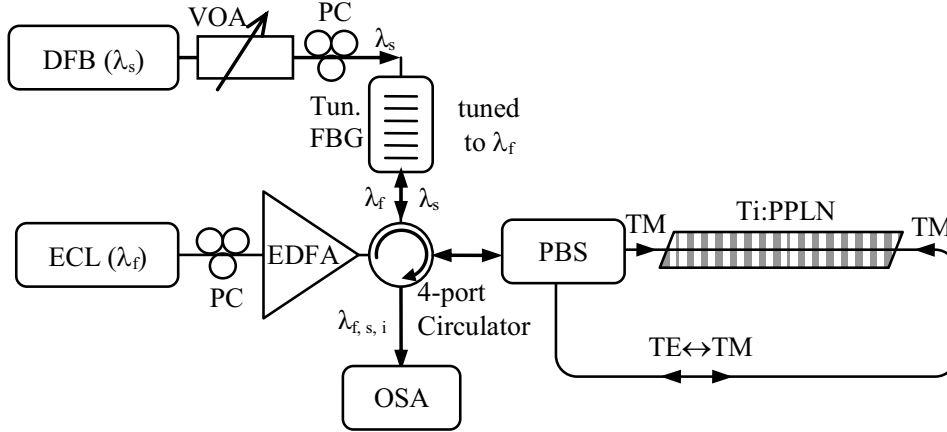 VOA
PC
DFB (λs)
λs
Tun.
FBG
tuned
to λf
λf
λs
ECL (λf)
PC
EDFA
4-port
Circulator
λf, s, i
OSA
PBS
TM
Ti:PPLN
TM
TE↔TM